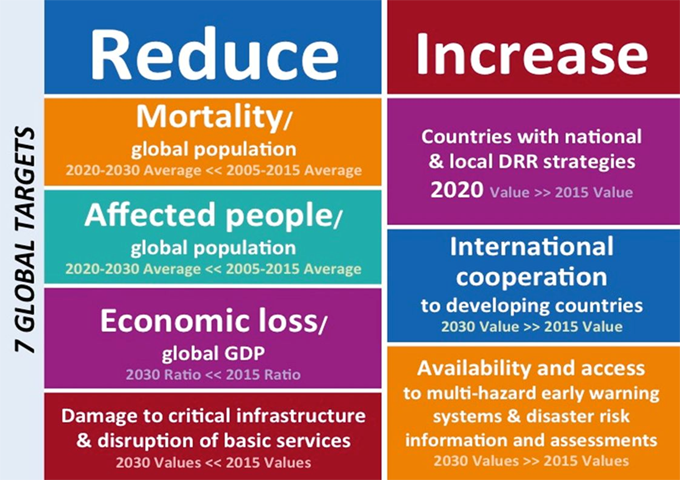 7 GLOBAL TARGETS
Reduce
Mortality/
global population
2020-2030 Average << 2005-2015 Average
Affected people/
global population
2020-2030 Average << 2005-2015 Average
Economic loss/
global GDP
2030 Ratio << 2015 Ratio
Damage to critical infrastructure
& disruption of basic services
2030 Values << 2015 Values
Increase
Countries with national
& local DRR strategies
2020 Value >> 2015 Value
International
cooperation
to developing countries
2030 Value >> 2015 Value
Availability and access
to multi-hazard early warning
systems & disaster risk
information and assessments
2030 Values >> 2015 Values